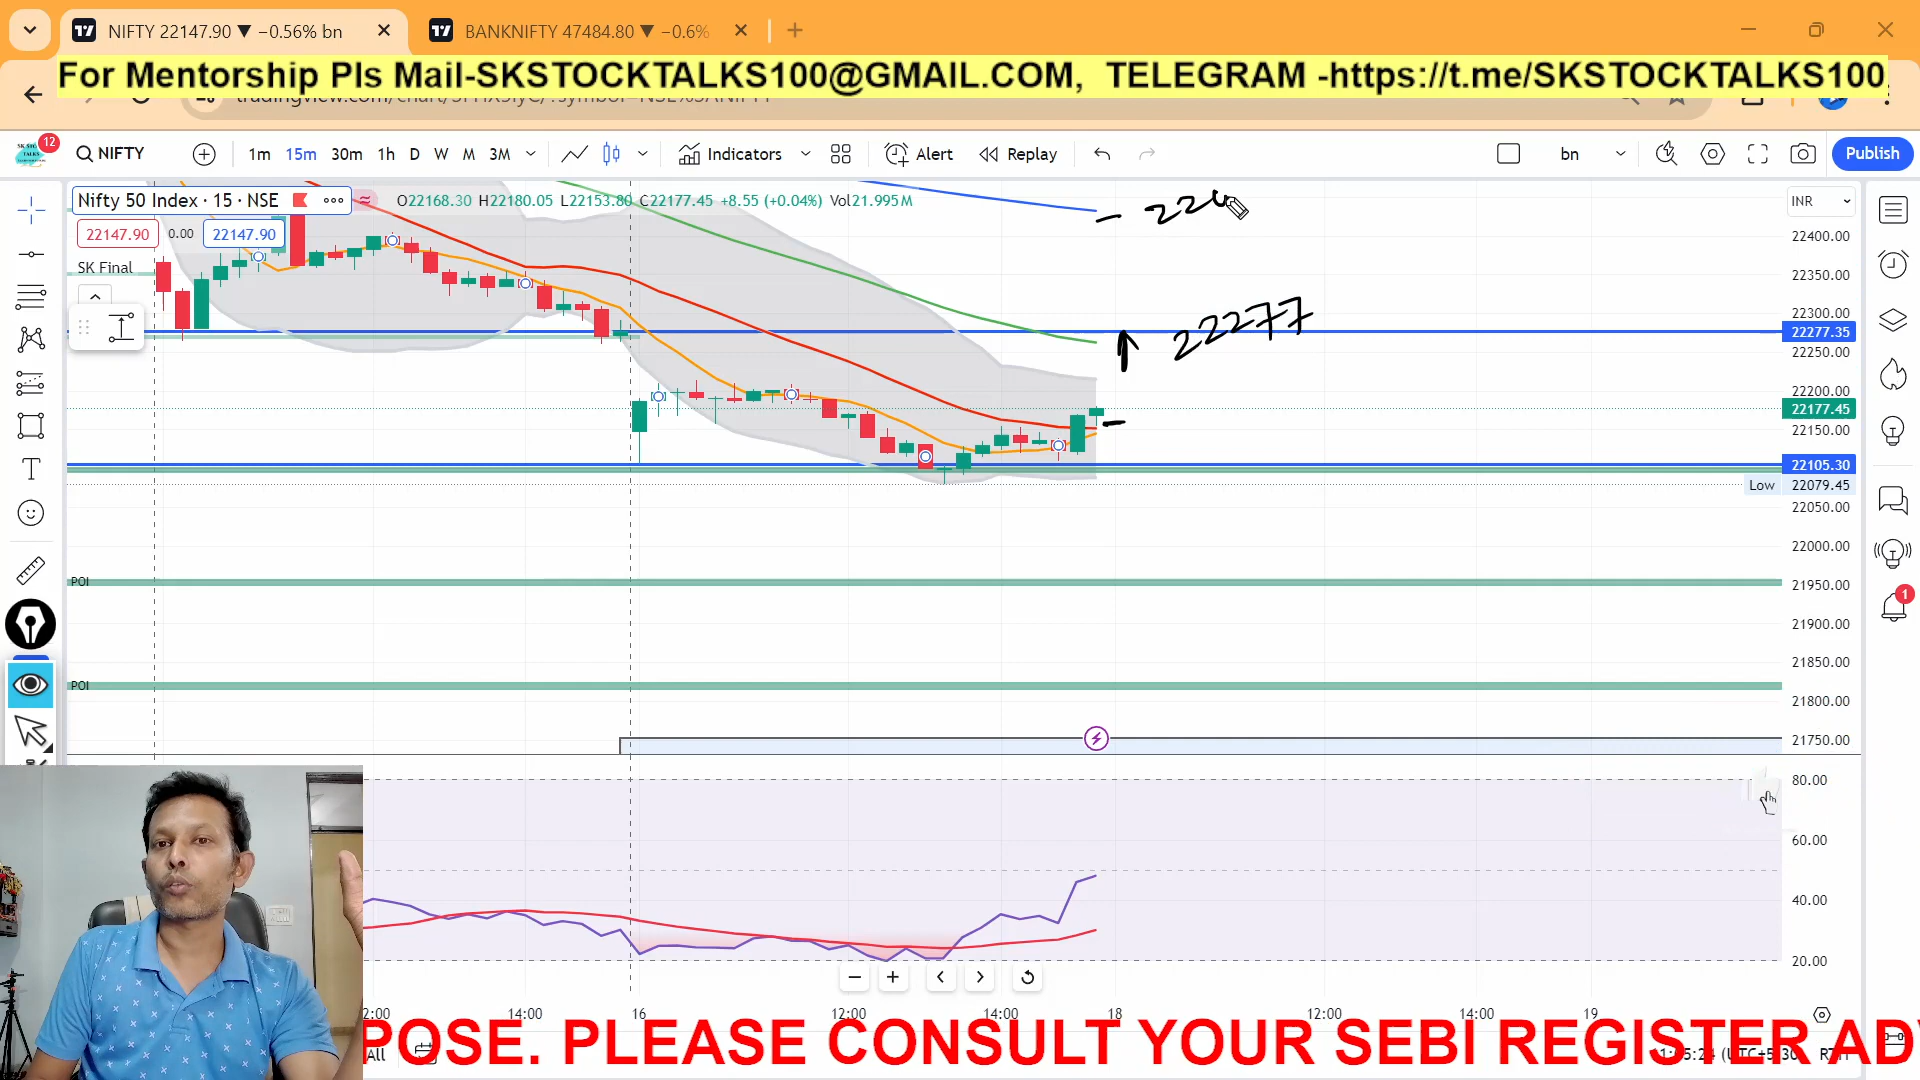 NIFTY 22147.90 ▼ −0.56% bn
BANKNIFTY 47484.80 ▼ −0.6%
For Mentorship Pls Mail-SKSTOCKTALKS100@GMAIL.COM, TELEGRAM -https://t.me/SKSTOCKTALKS100
12
NIFTY 1m 15m 30m 1h D W M 3M Indicators Alert Replay bn Publish
Nifty 50 Index · 15 · NSE O22168.30 H22180.05 L22153.80 C22177.45 +8.55 (+0.04%) Vol21.995M
INR
22147.90 0.00 22147.90
SK Final
22277
22400.00
22350.00
22300.00
22277.35
22250.00
22200.00
22177.45
22150.00
22105.30
Low 22079.45
22050.00
22000.00
POI
21950.00
21900.00
21850.00
POI
21800.00
21750.00
1
80.00
60.00
40.00
20.00
2:00 14:00 16 12:00 14:00 18 12:00 14:00 19
POSE. PLEASE CONSULT YOUR SEBI REGISTER AD
All